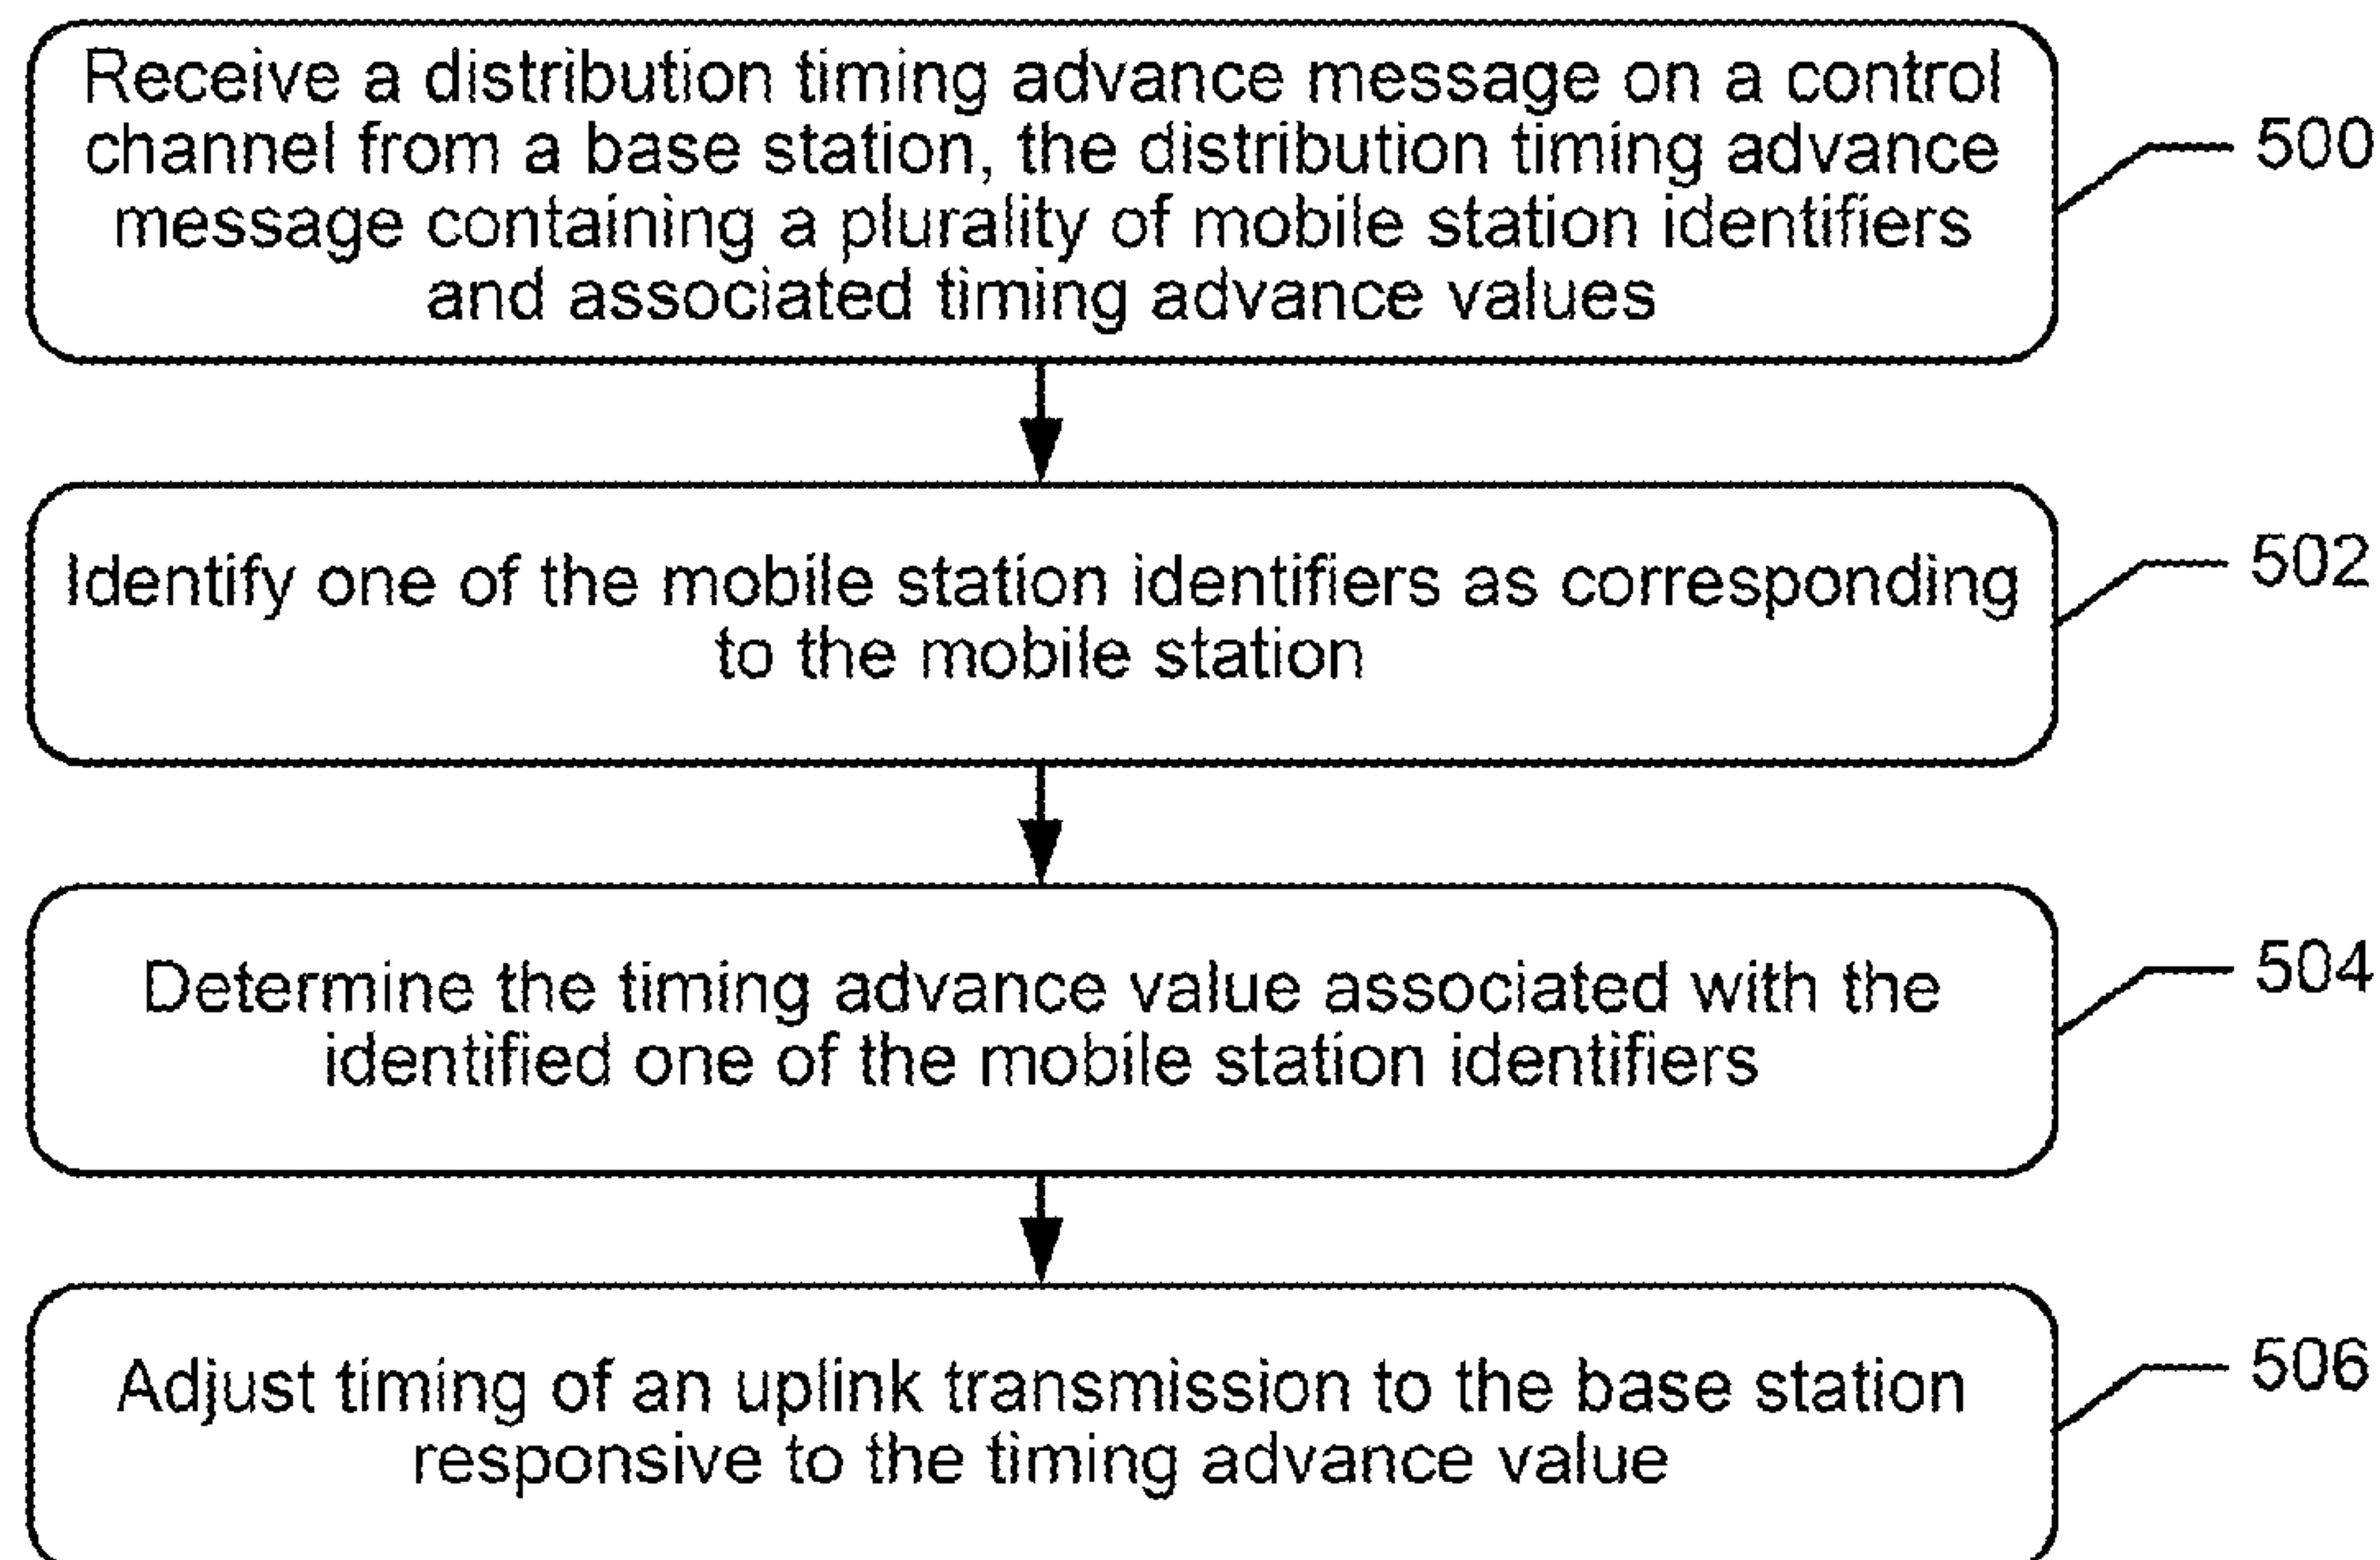 Receive a distribution timing advance message on a control
channel from a base station, the distribution timing advance
message containing a plurality of mobile station identifiers
and associated timing advance values
500
Identify one of the mobile station identifiers as corresponding
to the mobile station
502
Determine the timing advance value associated with the
identified one of the mobile station identifiers
504
Adjust timing of an uplink transmission to the base station
responsive to the timing advance value
506